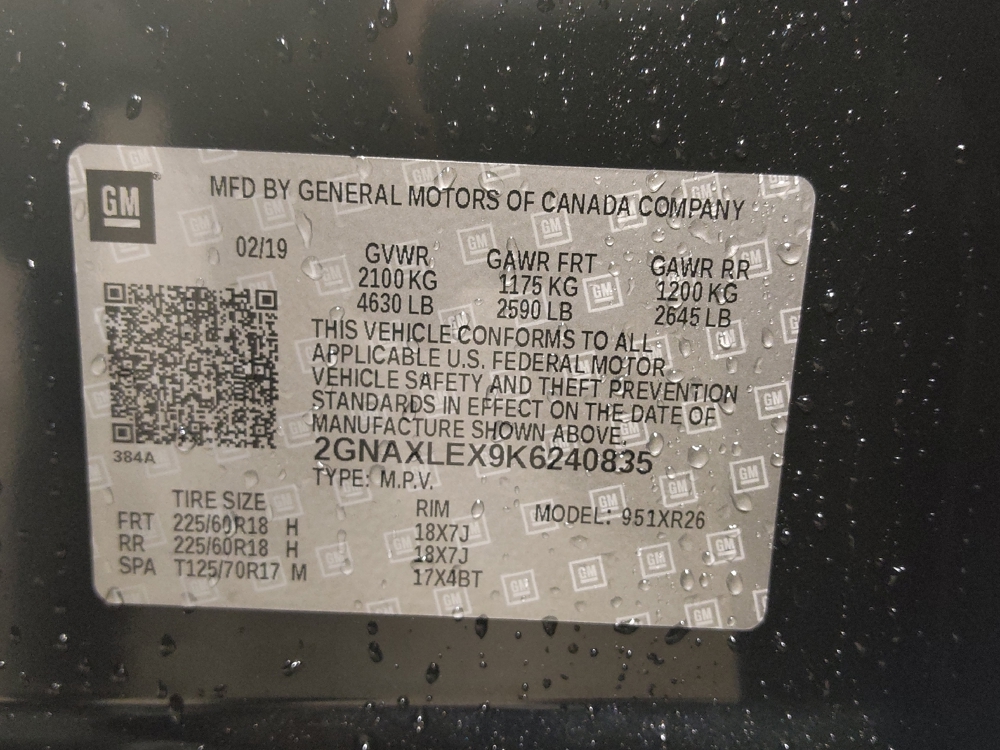 GM
MFD BY GENERAL MOTORS OF CANADA COMPANY
02/19
GVWR GAWR FRT GAWR RR
2100 KG 1175 KG 1200 KG
4630 LB 2590 LB 2645 LB
THIS VEHICLE CONFORMS TO ALL
APPLICABLE U.S. FEDERAL MOTOR
VEHICLE SAFETY AND THEFT PREVENTION
STANDARDS IN EFFECT ON THE DATE OF
MANUFACTURE SHOWN ABOVE.
384A
2GNAXLEX9K6240835
TYPE: M.P.V.
TIRE SIZE RIM MODEL: 951XR26
FRT 225/60R18 H 18X7J
RR 225/60R18 H 18X7J
SPA T125/70R17 M 17X4BT